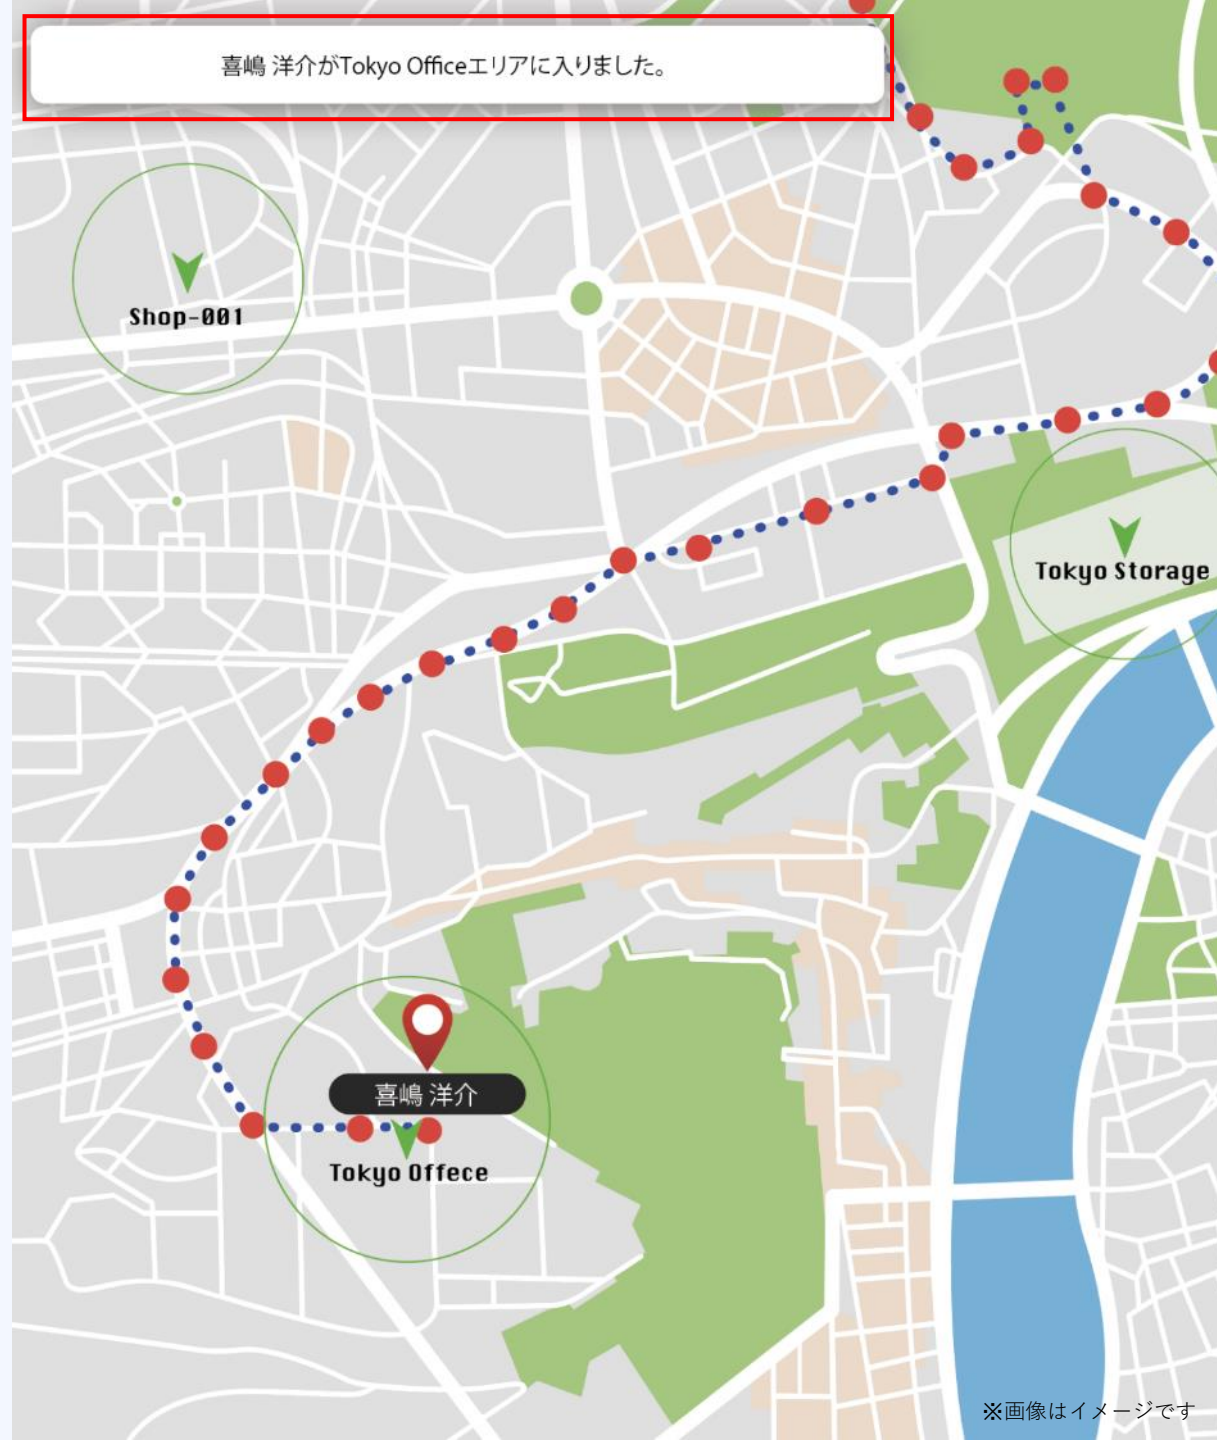 喜嶋 洋介がTokyo Officeエリアに入りました。
Shop-001
Tokyo Storage
喜嶋 洋介
Tokyo Offece
※画像はイメージです